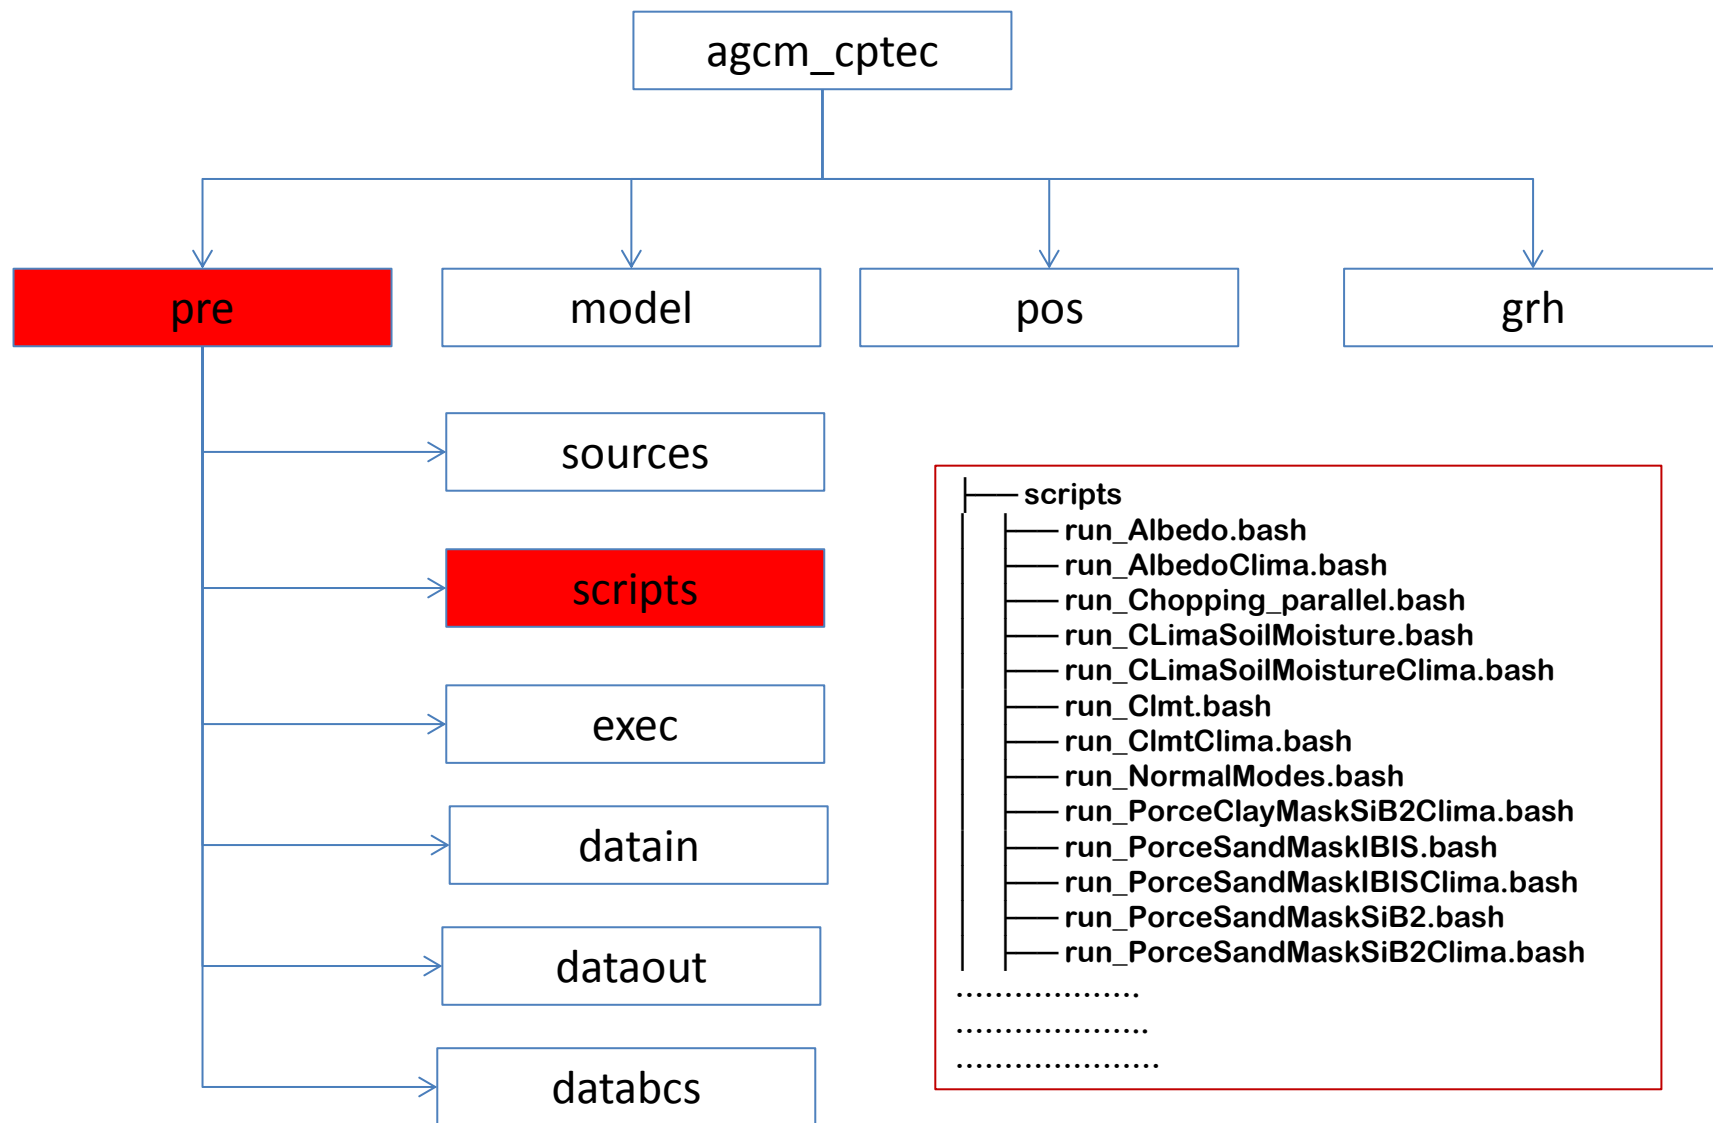 agcm_cptec
pre
model
pos
grh
sources
scripts
exec
datain
dataout
databcs
scripts
run_Albedo.bash
run_AlbedoClima.bash
run_Chopping_parallel.bash
run_CLimaSoilMoisture.bash
run_CLimaSoilMoistureClima.bash
run_Clmt.bash
run_ClmtClima.bash
run_NormalModes.bash
run_PorceClayMaskSiB2Clima.bash
run_PorceSandMaskIBIS.bash
run_PorceSandMaskIBISClima.bash
run_PorceSandMaskSiB2.bash
run_PorceSandMaskSiB2Clima.bash
...................
....................
.....................